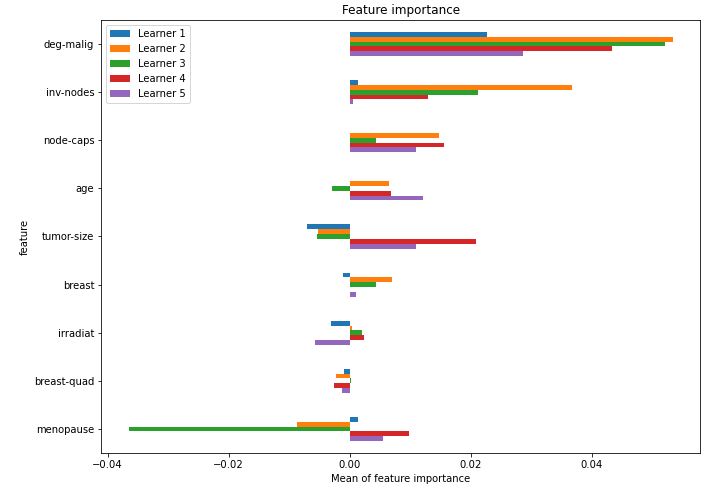 Feature importance
Learner 1
Learner 2
Learner 3
Learner 4
Learner 5
deg-malig
inv-nodes
node-caps
age
tumor-size
breast
irradiat
breast-quad
menopause
feature
−0.04 −0.02 0.00 0.02 0.04
Mean of feature importance